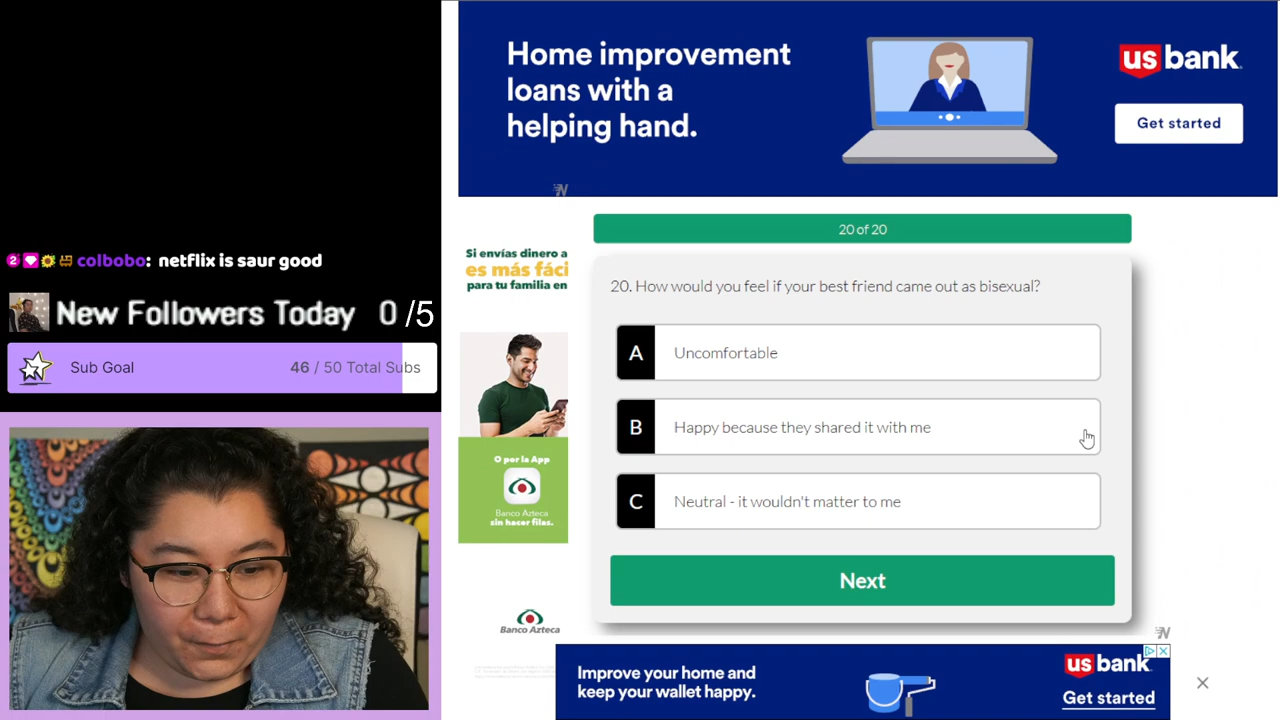 Home improvement
loans with a
helping hand.
us bank.
Get started
colbobo: netflix is saur good
New Followers Today 0 /5
Sub Goal 46 / 50 Total Subs
Si envías dinero a
es más fáci
para tu familia en
O por la App
Banco Azteca
sin hacer filas.
Banco Azteca
20 of 20
20. How would you feel if your best friend came out as bisexual?
A Uncomfortable
B Happy because they shared it with me
C Neutral - it wouldn't matter to me
Next
Improve your home and
keep your wallet happy.
us bank.
Get started